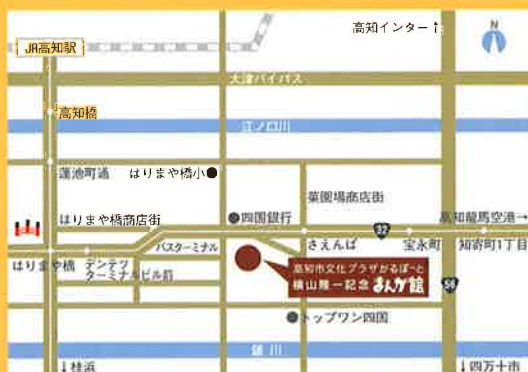 高知インター↑
N
JR高知駅
大津バイパス
高知橋
江ノ口川
蓮池町通
はりまや橋小●
菜園場商店街
はりまや橋商店街
●四国銀行
高知龍馬空港→
32
バスターミナル
さえんば
宝永町
知寄町1丁目
はりまや橋
デンテツ
ターミナルビル前
高知市文化プラザかるぽーと
横山隆一記念 まんが館
56
●トップワン四国
鏡川
↓桂浜
↓四万十市